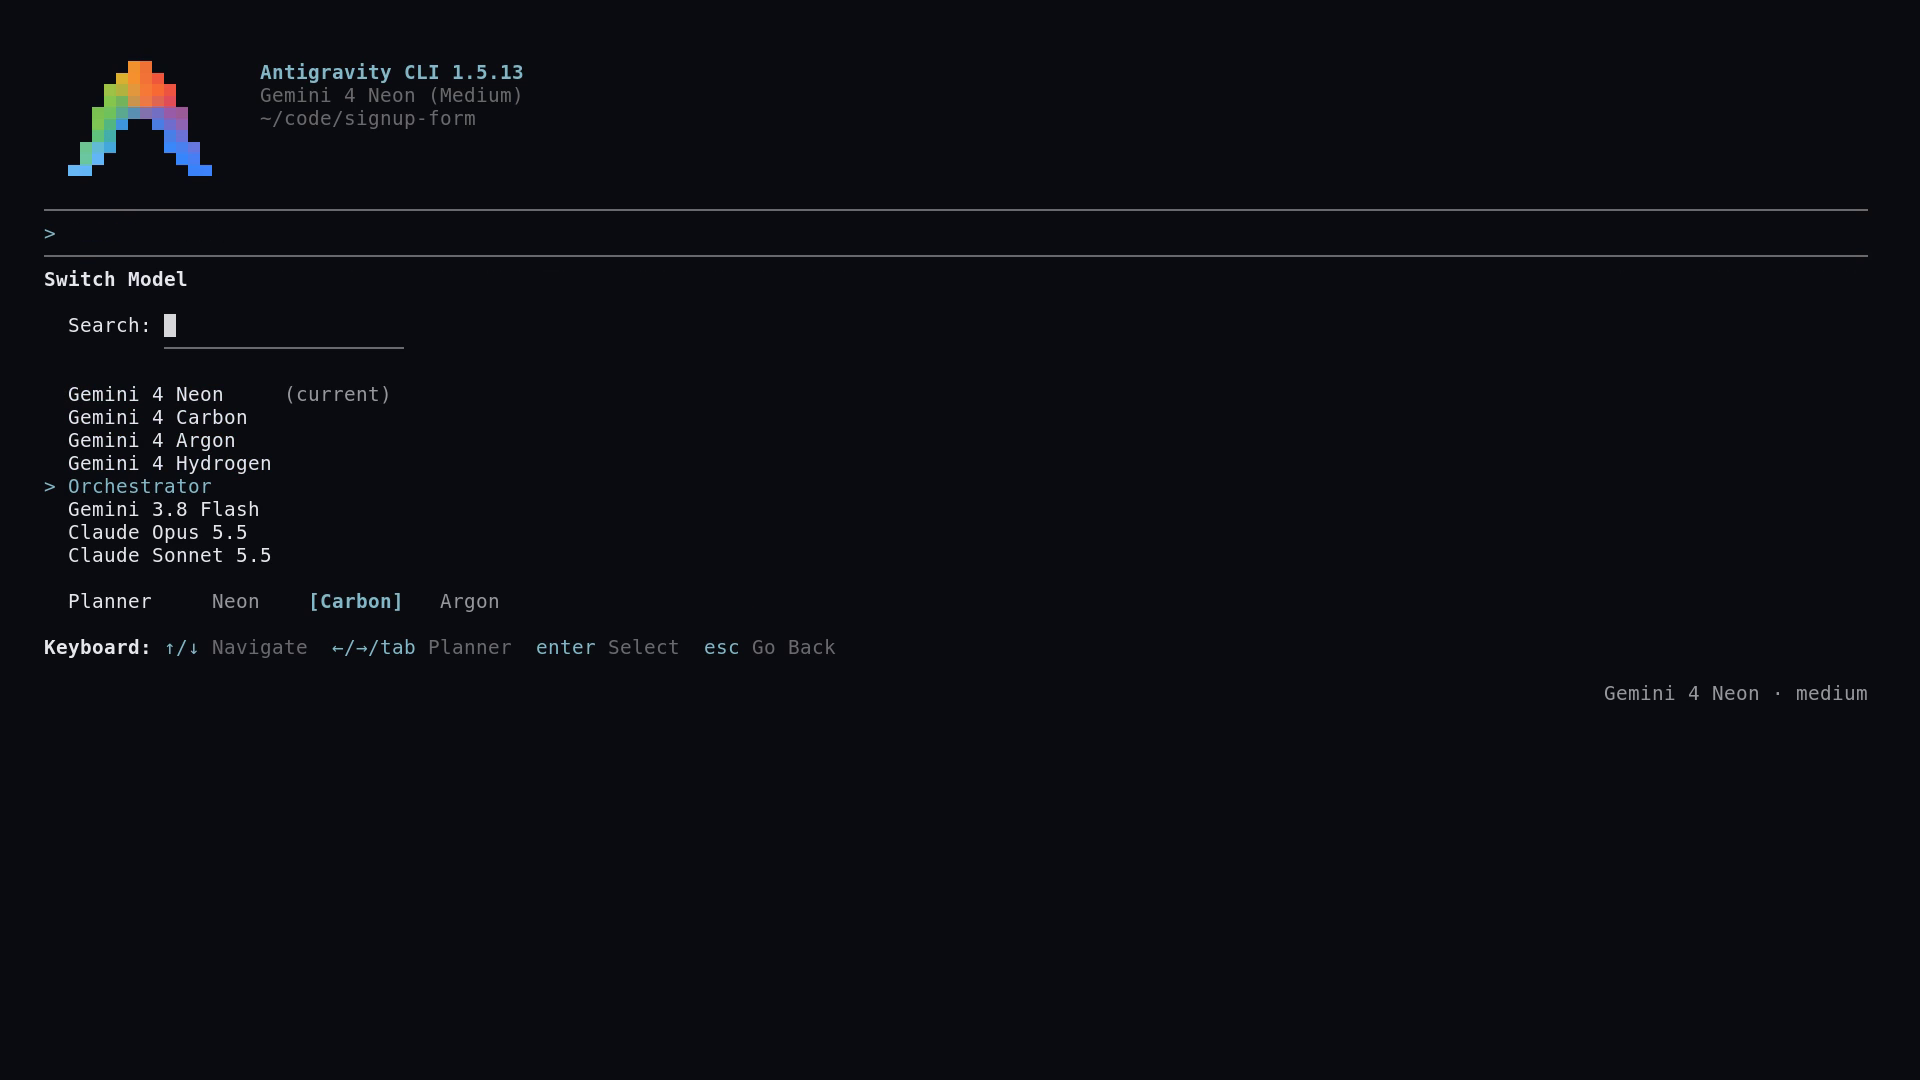 Antigravity CLI 1.5.13
Gemini 4 Neon (Medium)
~/code/signup-form
>
Switch Model
Search:
Gemini 4 Neon (current)
Gemini 4 Carbon
Gemini 4 Argon
Gemini 4 Hydrogen
> Orchestrator
Gemini 3.8 Flash
Claude Opus 5.5
Claude Sonnet 5.5
Planner Neon [Carbon] Argon
Keyboard: ↑/↓ Navigate ←/→/tab Planner enter Select esc Go Back
Gemini 4 Neon · medium